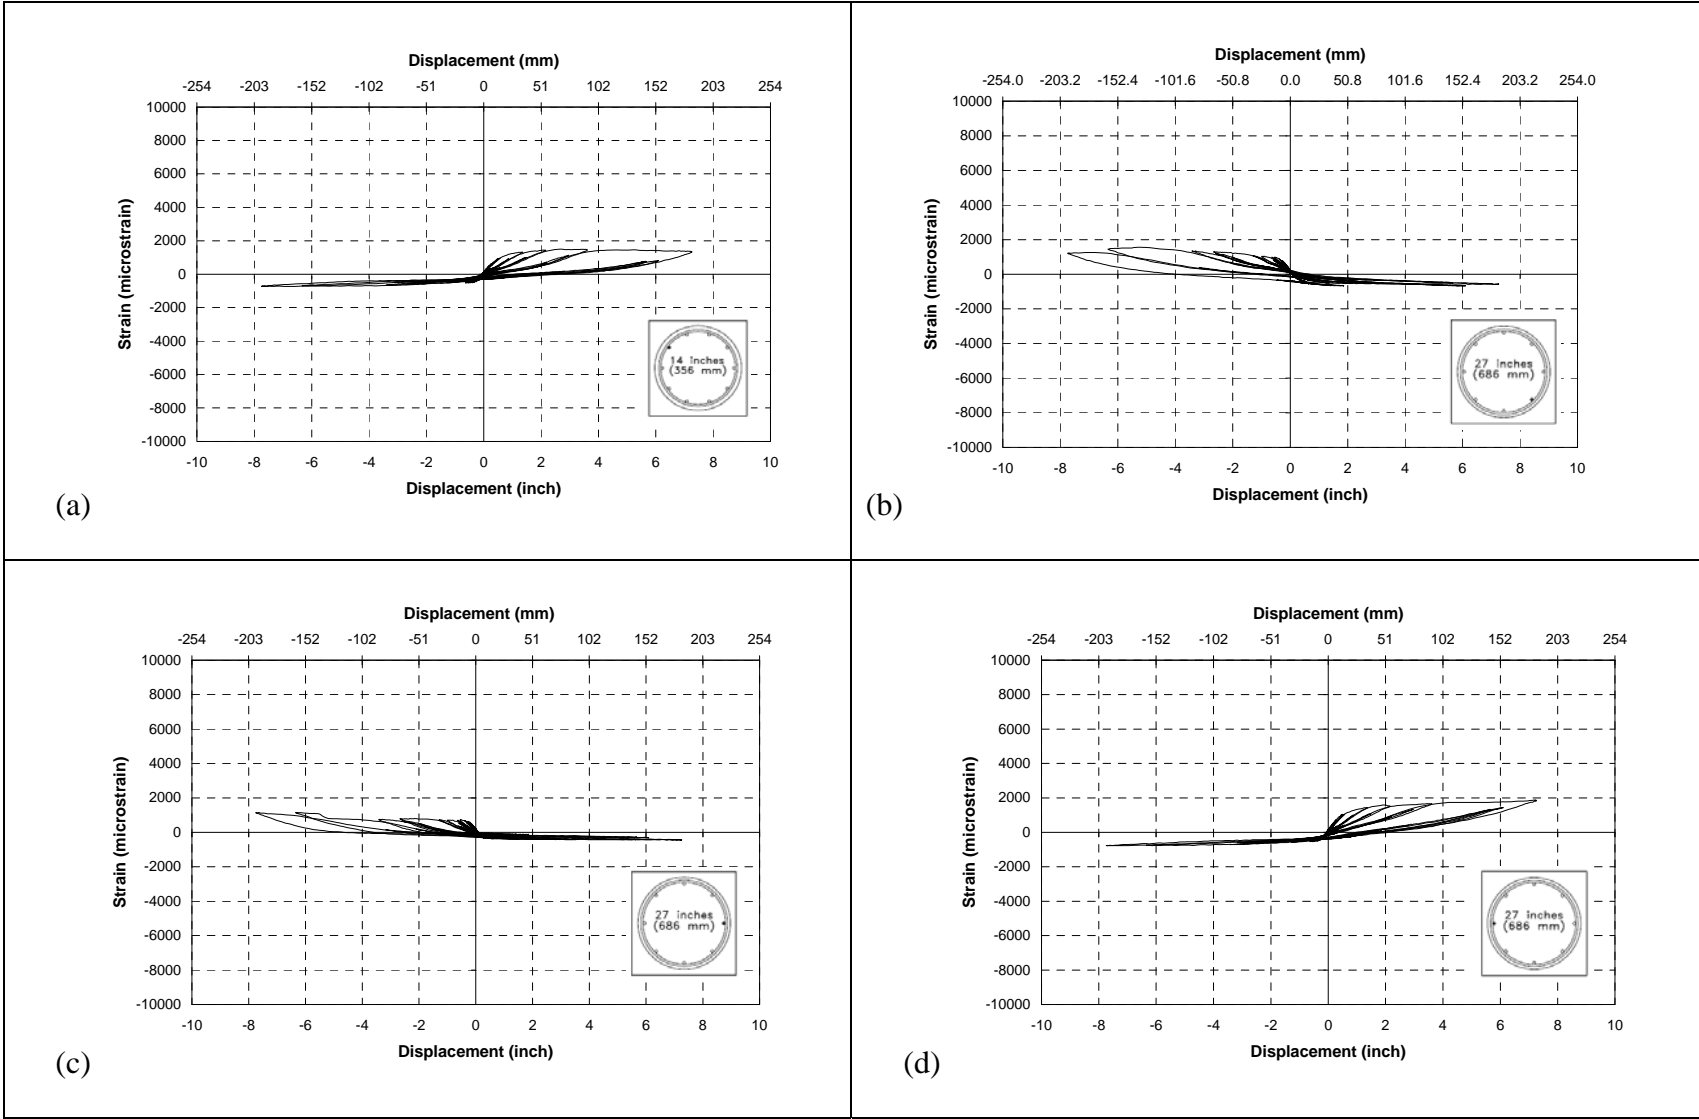 Displacement (mm)
-254 -203 -152 -102 -51 0 51 102 152 203 254
10000
8000
6000
4000
2000
0
-2000
-4000
-6000
-8000
-10000
Strain (microstrain)
14 inches
(356 mm)
-10 -8 -6 -4 -2 0 2 4 6 8 10
Displacement (inch)
(a)
Displacement (mm)
-254.0 -203.2 -152.4 -101.6 -50.8 0.0 50.8 101.6 152.4 203.2 254.0
10000
8000
6000
4000
2000
0
-2000
-4000
-6000
-8000
-10000
Strain (microstrain)
27 inches
(686 mm)
-10 -8 -6 -4 -2 0 2 4 6 8 10
Displacement (inch)
(b)
Displacement (mm)
-254 -203 -152 -102 -51 0 51 102 152 203 254
10000
8000
6000
4000
2000
0
-2000
-4000
-6000
-8000
-10000
Strain (microstrain)
27 inches
(686 mm)
-10 -8 -6 -4 -2 0 2 4 6 8 10
Displacement (inch)
(c)
Displacement (mm)
-254 -203 -152 -102 -51 0 51 102 152 203 254
10000
8000
6000
4000
2000
0
-2000
-4000
-6000
-8000
-10000
Strain (microstrain)
27 inches
(686 mm)
-10 -8 -6 -4 -2 0 2 4 6 8 10
Displacement (inch)
(d)